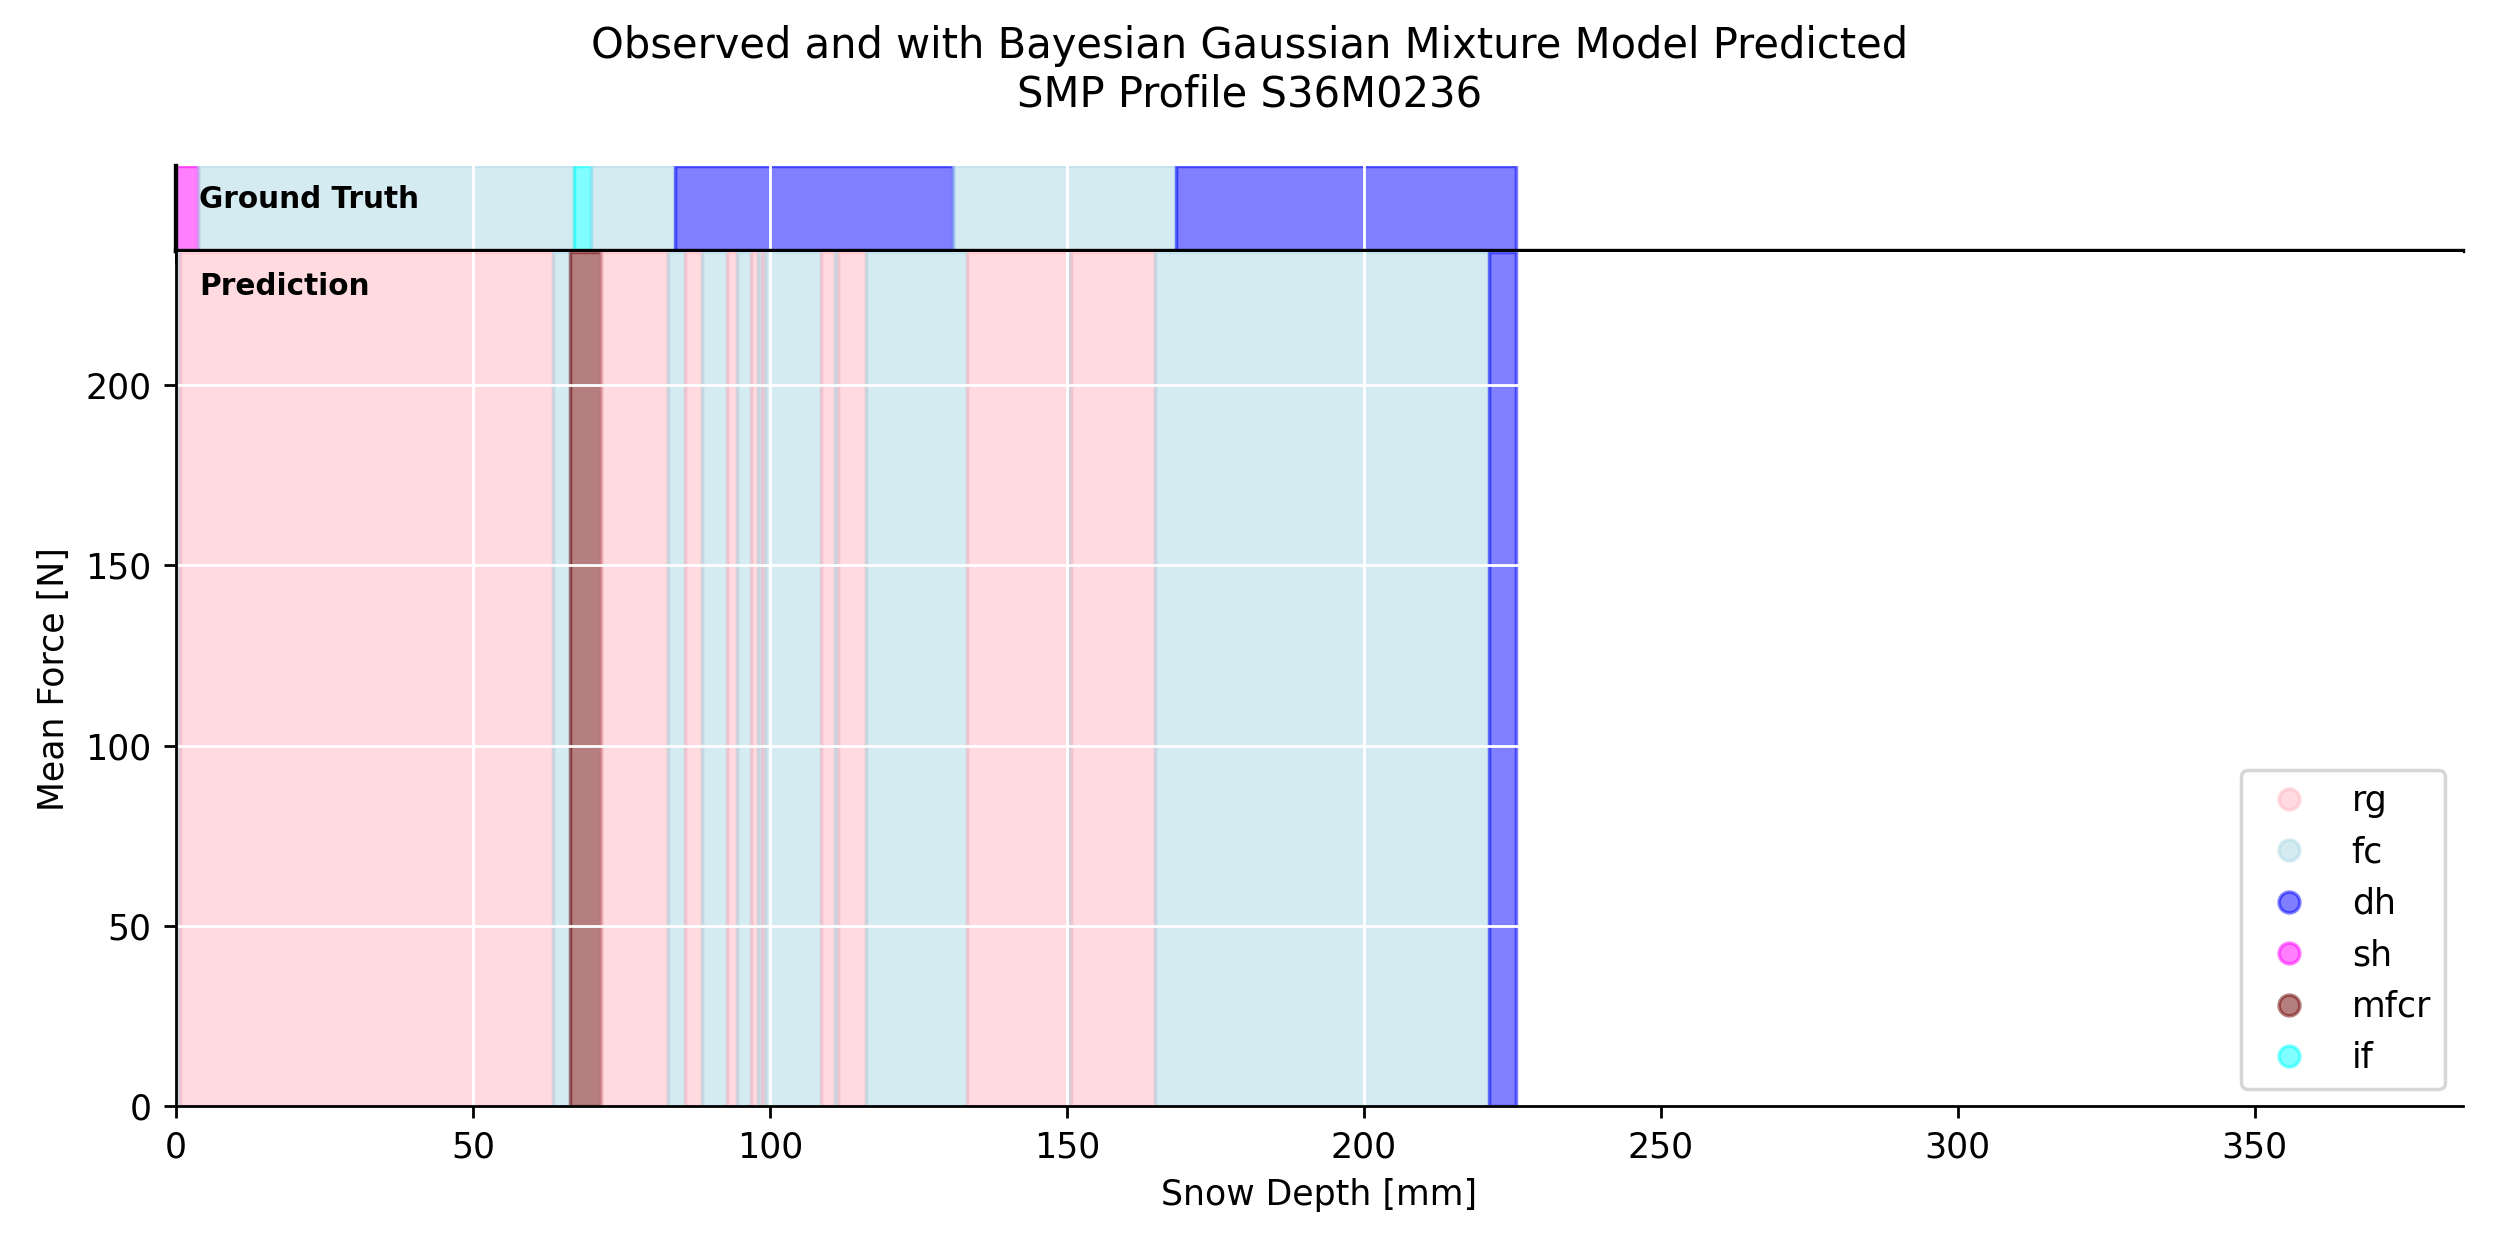 Observed and with Bayesian Gaussian Mixture Model Predicted
SMP Profile S36M0236
Ground Truth
Prediction
Mean Force [N]
200
150
100
50
0
0 50 100 150 200 250 300 350
Snow Depth [mm]
rg
fc
dh
sh
mfcr
if